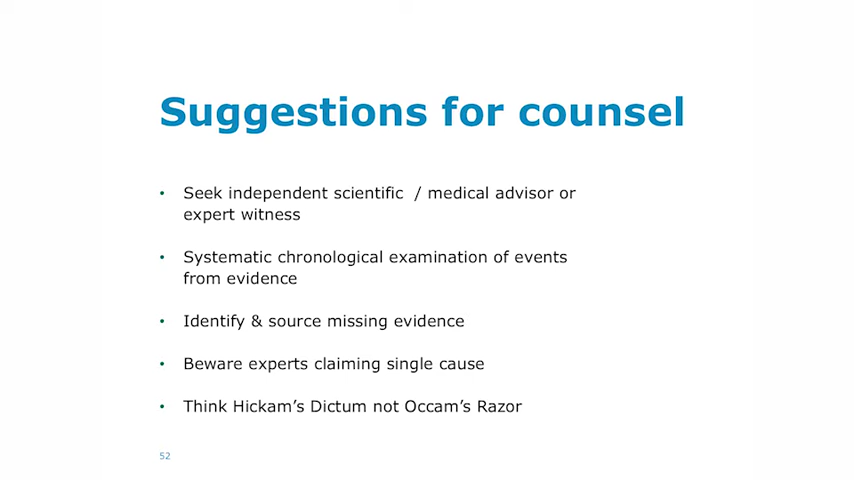 Suggestions for counsel
• Seek independent scientific / medical advisor or
expert witness
• Systematic chronological examination of events
from evidence
• Identify & source missing evidence
• Beware experts claiming single cause
• Think Hickam's Dictum not Occam's Razor
52